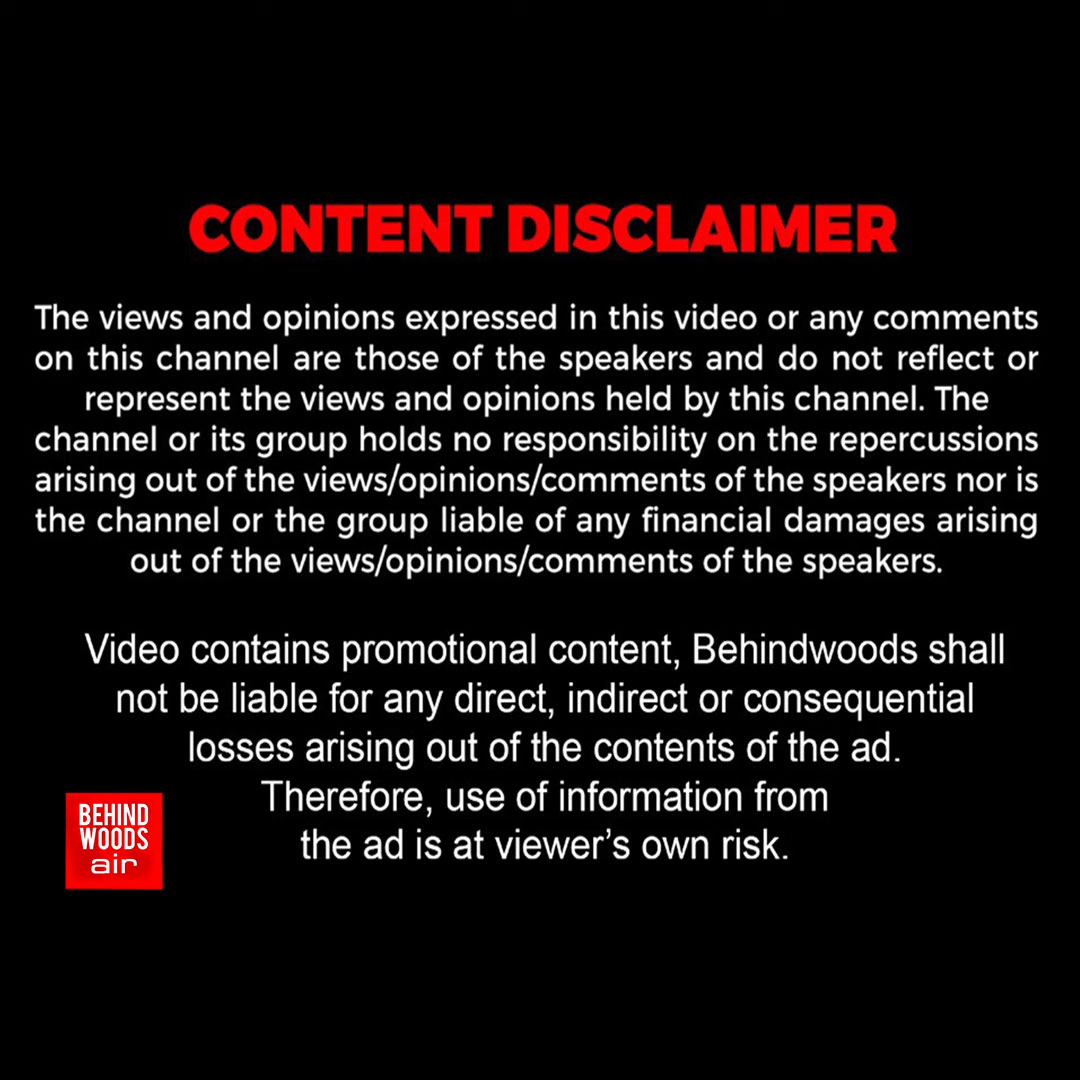 CONTENT DISCLAIMER
The views and opinions expressed in this video or any comments
on this channel are those of the speakers and do not reflect or
represent the views and opinions held by this channel. The
channel or its group holds no responsibility on the repercussions
arising out of the views/opinions/comments of the speakers nor is
the channel or the group liable of any financial damages arising
out of the views/opinions/comments of the speakers.
Video contains promotional content, Behindwoods shall
not be liable for any direct, indirect or consequential
losses arising out of the contents of the ad.
Therefore, use of information from
the ad is at viewer’s own risk.
BEHIND
WOODS
air